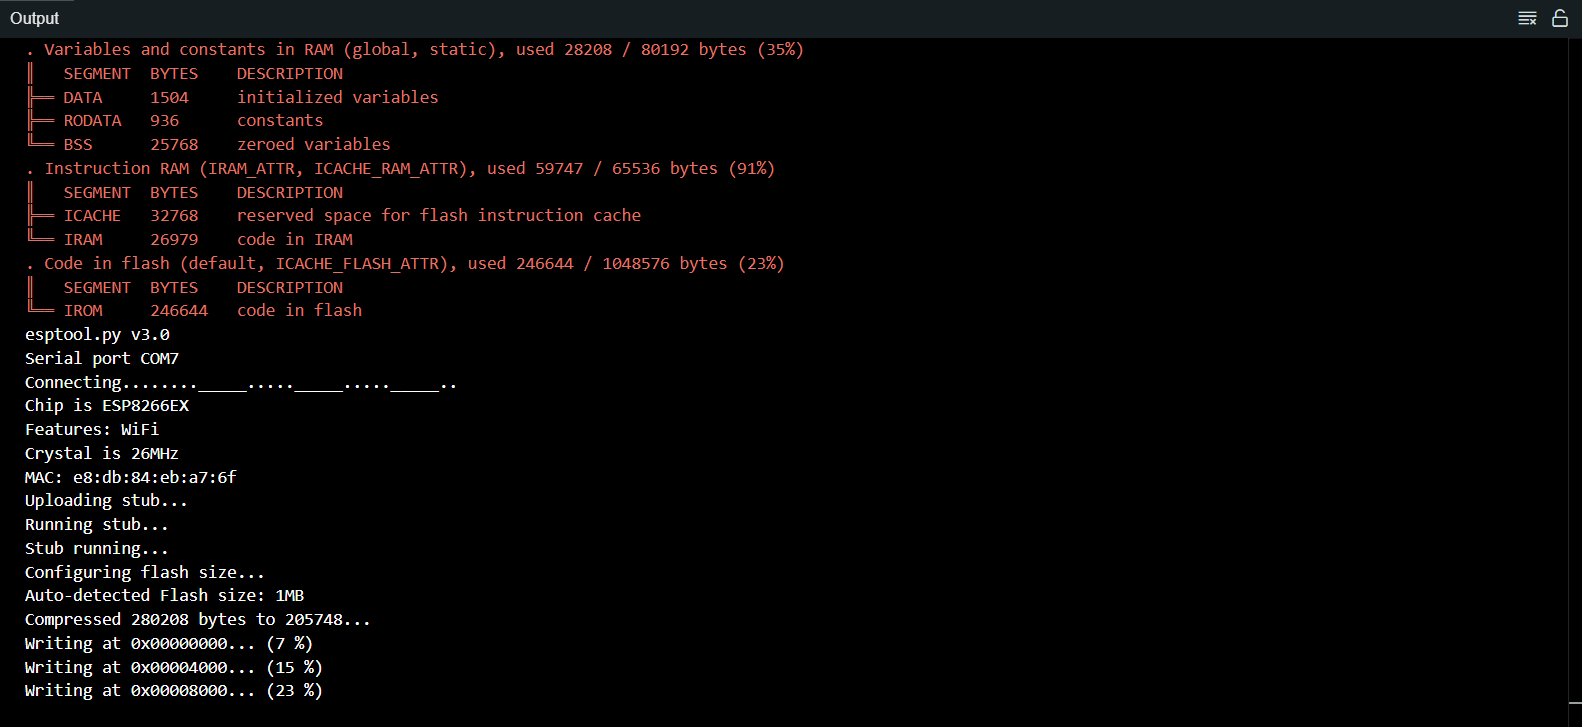 Output
. Variables and constants in RAM (global, static), used 28208 / 80192 bytes (35%)
║   SEGMENT  BYTES    DESCRIPTION
╠══ DATA     1504     initialized variables
╠══ RODATA   936      constants
╚══ BSS      25768    zeroed variables
. Instruction RAM (IRAM_ATTR, ICACHE_RAM_ATTR), used 59747 / 65536 bytes (91%)
║   SEGMENT  BYTES    DESCRIPTION
╠══ ICACHE   32768    reserved space for flash instruction cache
╚══ IRAM     26979    code in IRAM
. Code in flash (default, ICACHE_FLASH_ATTR), used 246644 / 1048576 bytes (23%)
║   SEGMENT  BYTES    DESCRIPTION
╚══ IROM     246644   code in flash
esptool.py v3.0
Serial port COM7
Connecting........_____....._____....._____..
Chip is ESP8266EX
Features: WiFi
Crystal is 26MHz
MAC: e8:db:84:eb:a7:6f
Uploading stub...
Running stub...
Stub running...
Configuring flash size...
Auto-detected Flash size: 1MB
Compressed 280208 bytes to 205748...
Writing at 0x00000000... (7 %)
Writing at 0x00004000... (15 %)
Writing at 0x00008000... (23 %)